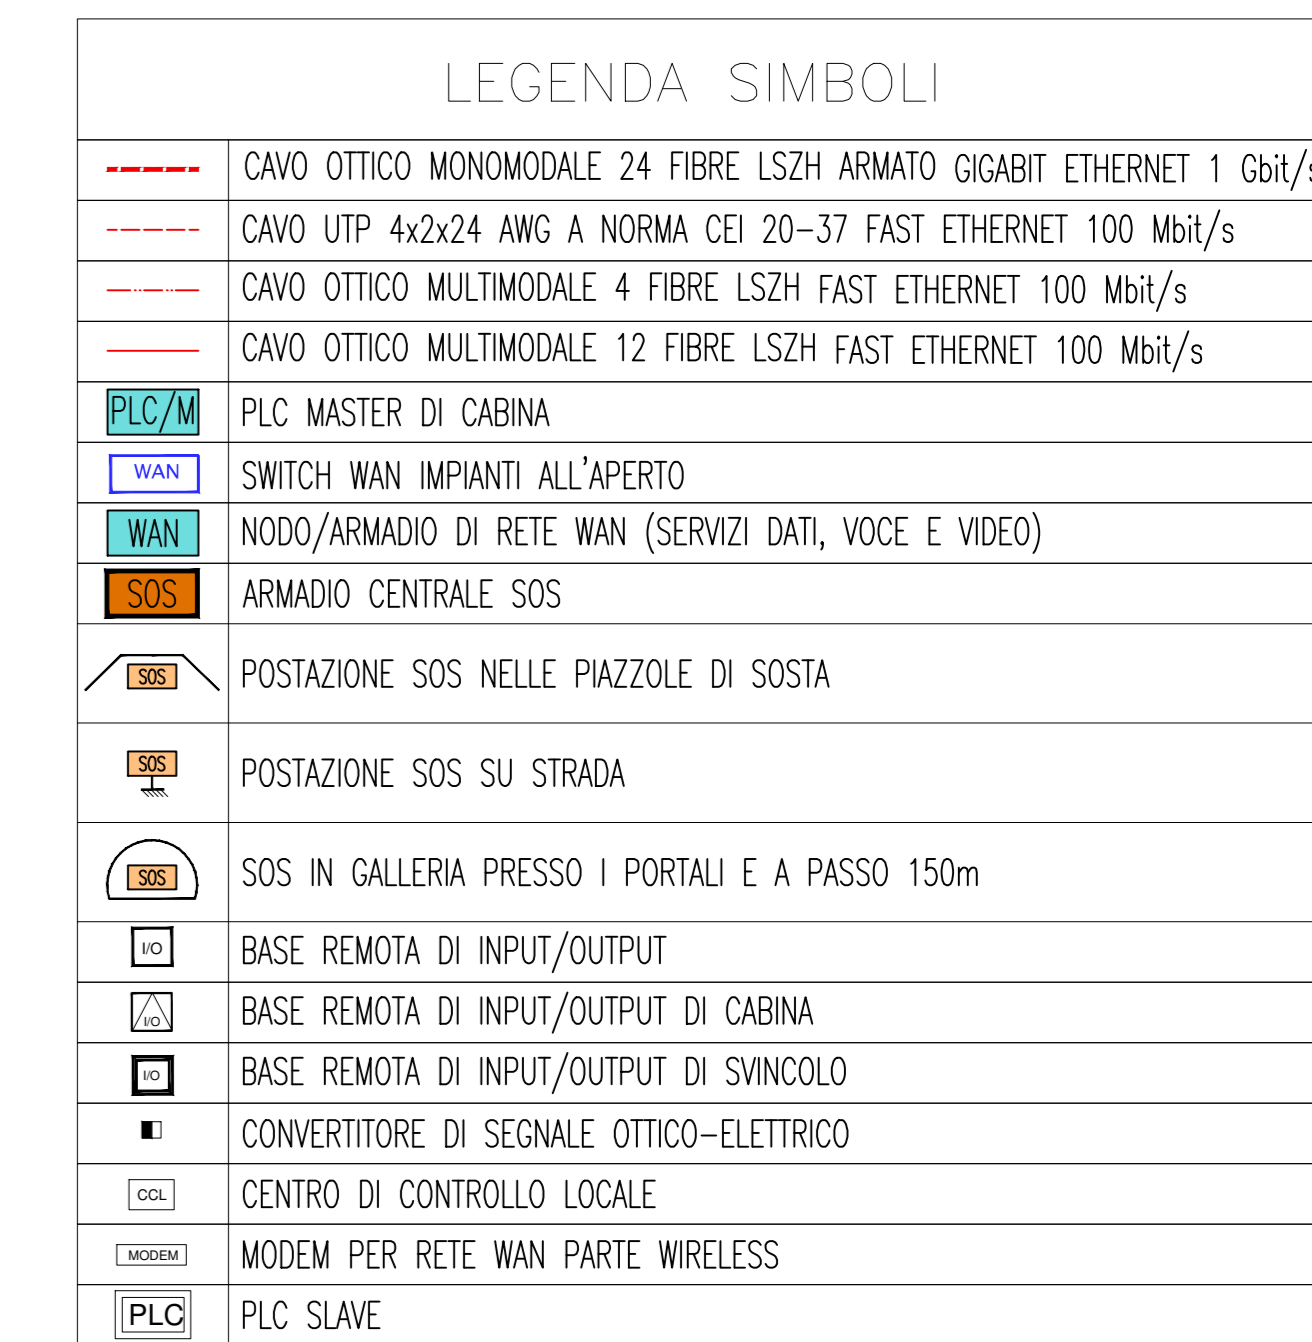 LEGENDA SIMBOLI
CAVO OTTICO MONOMODALE 24 FIBRE LSZH ARMATO GIGABIT ETHERNET 1 Gbit/s
CAVO UTP 4x2x24 AWG A NORMA CEI 20-37 FAST ETHERNET 100 Mbit/s
CAVO OTTICO MULTIMODALE 4 FIBRE LSZH FAST ETHERNET 100 Mbit/s
CAVO OTTICO MULTIMODALE 12 FIBRE LSZH FAST ETHERNET 100 Mbit/s
PLC/M PLC MASTER DI CABINA
WAN SWITCH WAN IMPIANTI ALL'APERTO
WAN NODO/ARMADIO DI RETE WAN (SERVIZI DATI, VOCE E VIDEO)
SOS ARMADIO CENTRALE SOS
SOS POSTAZIONE SOS NELLE PIAZZOLE DI SOSTA
SOS POSTAZIONE SOS SU STRADA
SOS SOS IN GALLERIA PRESSO I PORTALI E A PASSO 150m
I/O BASE REMOTA DI INPUT/OUTPUT
I/O BASE REMOTA DI INPUT/OUTPUT DI CABINA
I/O BASE REMOTA DI INPUT/OUTPUT DI SVINCOLO
CONVERTITORE DI SEGNALE OTTICO-ELETTRICO
CCL CENTRO DI CONTROLLO LOCALE
MODEM MODEM PER RETE WAN PARTE WIRELESS
PLC PLC SLAVE